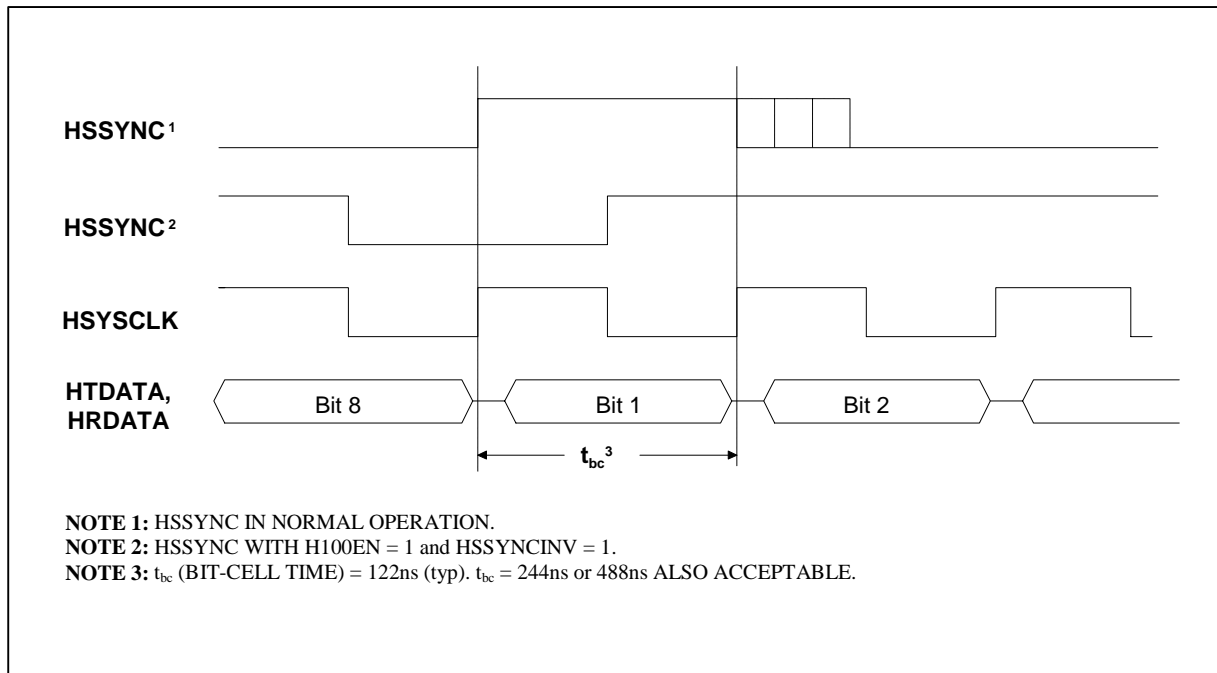 HSSYNC¹
HSSYNC²
HSYSCLK
HTDATA,
HRDATA
Bit 8
Bit 1
Bit 2
t_bc³
NOTE 1: HSSYNC IN NORMAL OPERATION.
NOTE 2: HSSYNC WITH H100EN = 1 and HSSYNCINV = 1.
NOTE 3: t_bc (BIT-CELL TIME) = 122ns (typ). t_bc = 244ns or 488ns ALSO ACCEPTABLE.